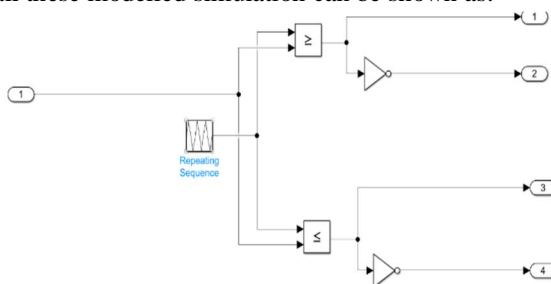 these modelled simulation can be shown as:
1
≥
2
1
Repeating
Sequence
3
≤
4